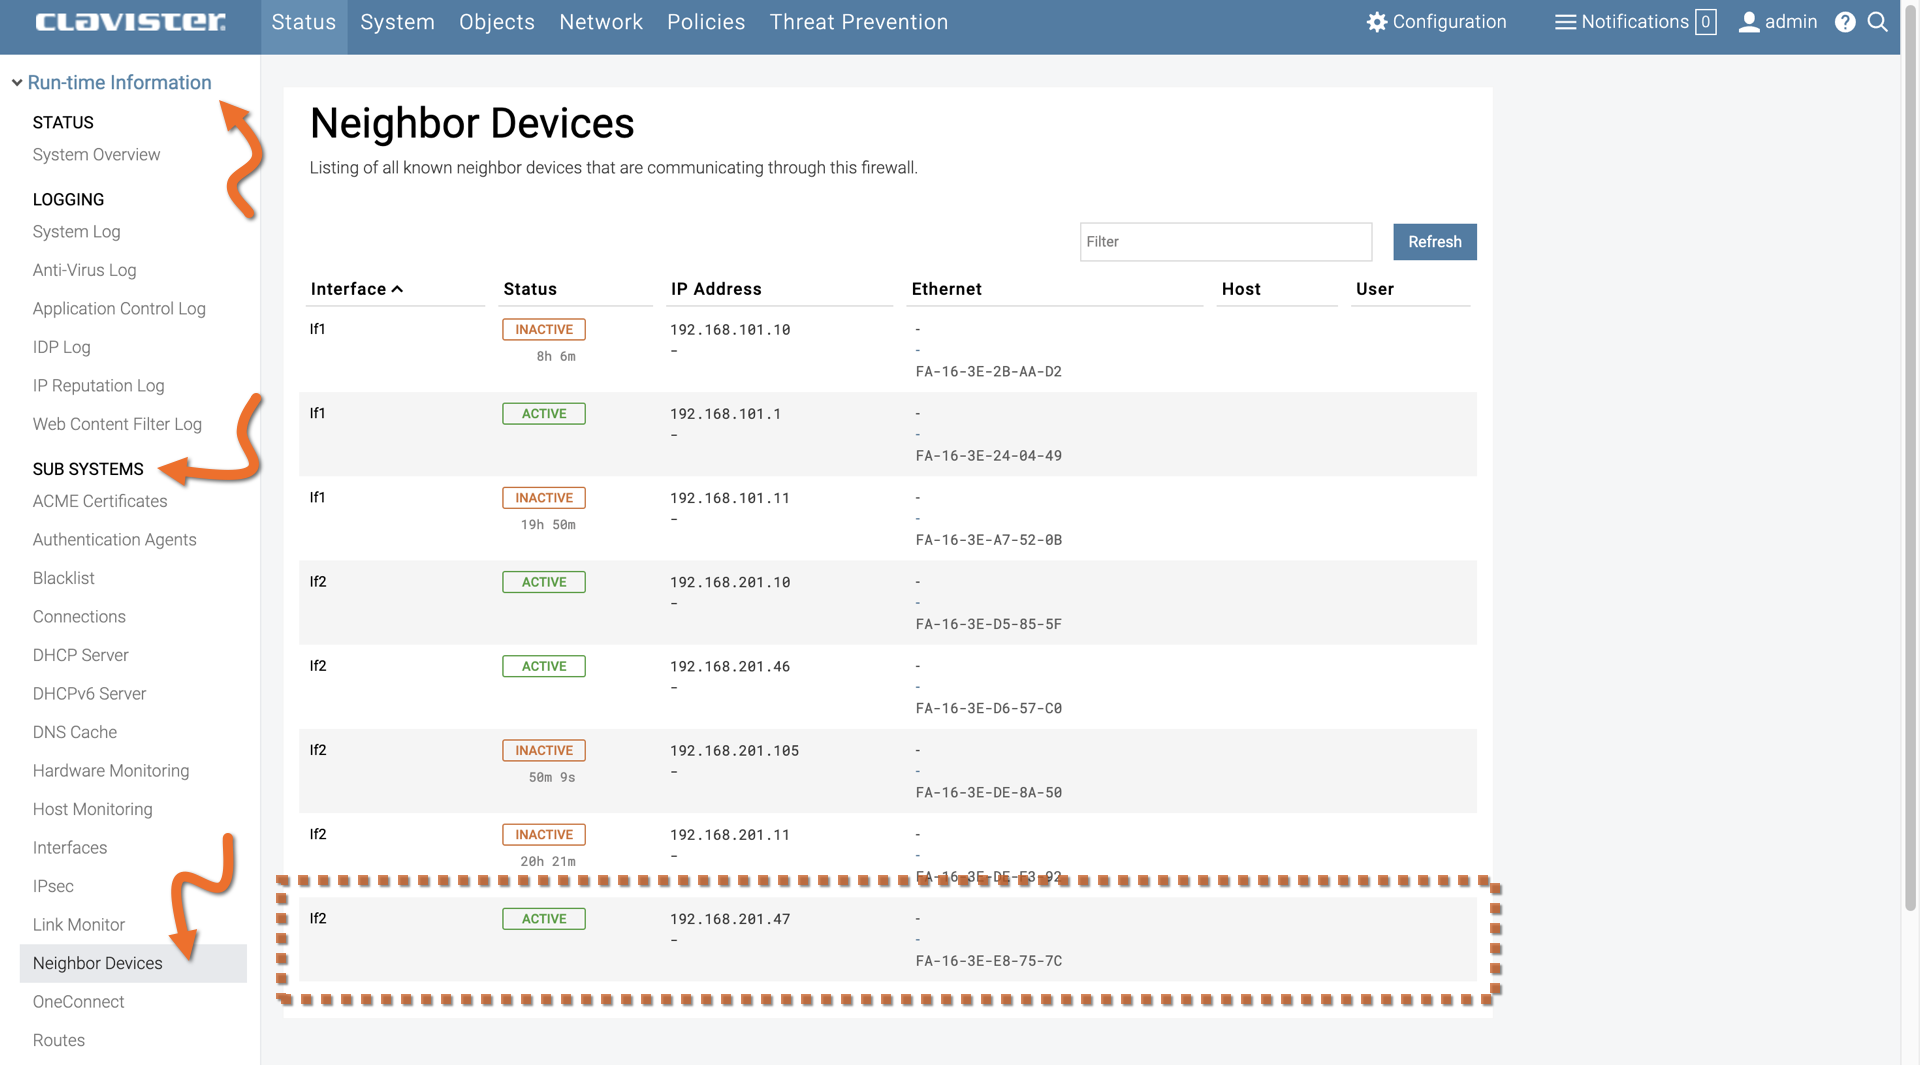 CLAVISTER.
Status System Objects Network Policies Threat Prevention Configuration Notifications 0 admin ?
Run-time Information
STATUS
System Overview
LOGGING
System Log
Anti-Virus Log
Application Control Log
IDP Log
IP Reputation Log
Web Content Filter Log
SUB SYSTEMS
ACME Certificates
Authentication Agents
Blacklist
Connections
DHCP Server
DHCPv6 Server
DNS Cache
Hardware Monitoring
Host Monitoring
Interfaces
IPsec
Link Monitor
Neighbor Devices
OneConnect
Routes
Neighbor Devices
Listing of all known neighbor devices that are communicating through this firewall.
Filter Refresh
Interface Status IP Address Ethernet Host User
If1 INACTIVE 192.168.101.10 -
8h 6m - -
FA-16-3E-2B-AA-D2
If1 ACTIVE 192.168.101.1 -
- -
FA-16-3E-24-04-49
If1 INACTIVE 192.168.101.11 -
19h 50m - -
FA-16-3E-A7-52-0B
If2 ACTIVE 192.168.201.10 -
- -
FA-16-3E-D5-85-5F
If2 ACTIVE 192.168.201.46 -
- -
FA-16-3E-D6-57-C0
If2 INACTIVE 192.168.201.105 -
50m 9s - -
FA-16-3E-DE-8A-50
If2 INACTIVE 192.168.201.11 -
20h 21m - -
FA-16-3E-DE-F3-92
If2 ACTIVE 192.168.201.47 -
- -
FA-16-3E-E8-75-7C